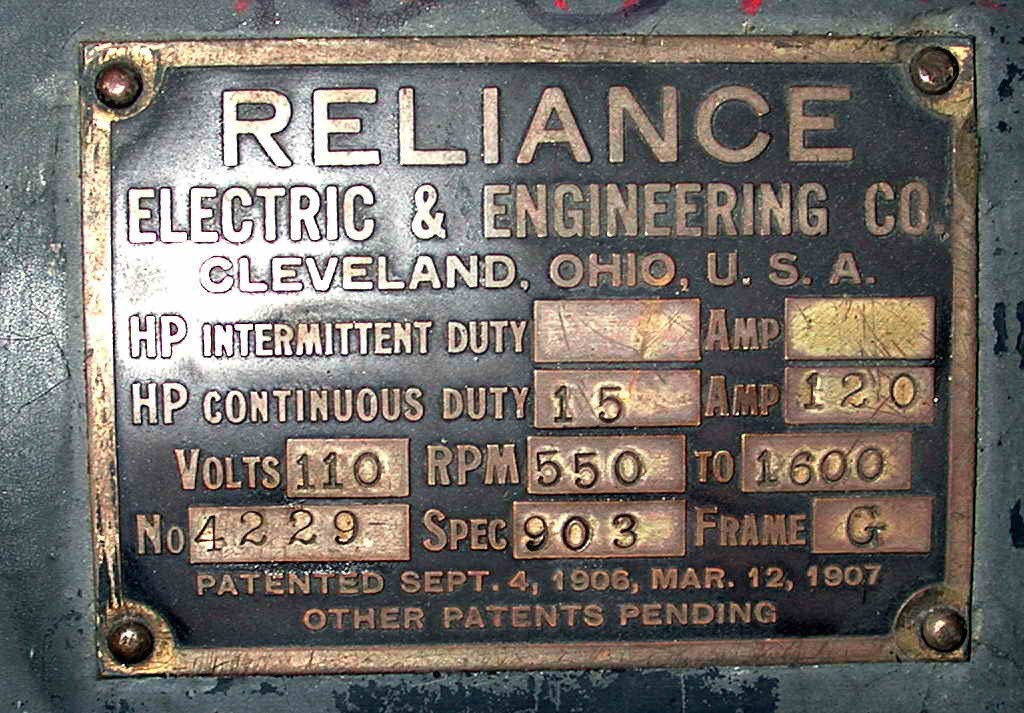 RELIANCE
ELECTRIC & ENGINEERING CO.
CLEVELAND, OHIO, U. S. A.
HP INTERMITTENT DUTY AMP
HP CONTINUOUS DUTY 15 AMP 120
VOLTS 110 RPM 550 TO 1600
NO 4229 SPEC 903 FRAME G
PATENTED SEPT. 4, 1906, MAR. 12, 1907
OTHER PATENTS PENDING